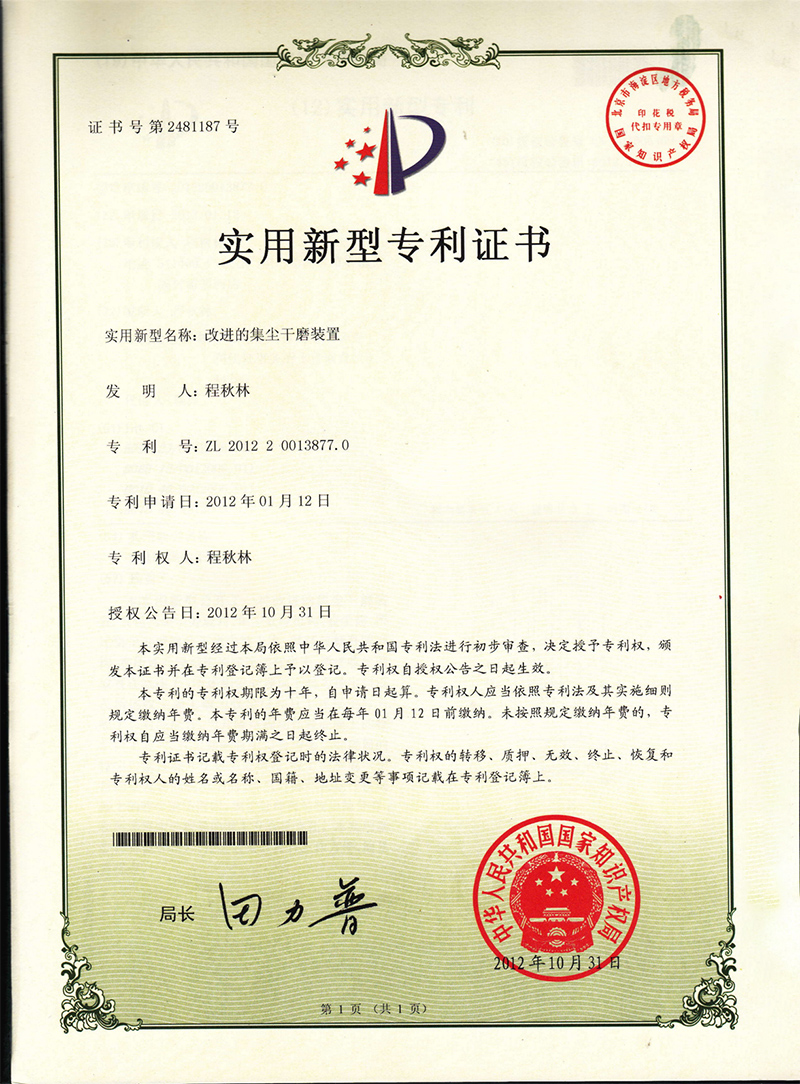 证书号第2481187号
北京市海淀区地方税务局
印花税
代扣专用章
国家知识产权局
实用新型专利证书
实用新型名称：改进的集尘干磨装置
发明人：程秋林
专利号：ZL 2012 2 0013877.0
专利申请日：2012年01月12日
专利权人：程秋林
授权公告日：2012年10月31日
本实用新型经过本局依照中华人民共和国专利法进行初步审查，决定授予专利权，颁
发本证书并在专利登记簿上予以登记。专利权自授权公告之日起生效。
本专利的专利权期限为十年，自申请日起算。专利权人应当依照专利法及其实施细则
规定缴纳年费。本专利的年费应当在每年01月12日前缴纳。未按照规定缴纳年费的，专
利权自应当缴纳年费期满之日起终止。
专利证书记载专利权登记时的法律状况。专利权的转移、质押、无效、终止、恢复和
专利权人的姓名或名称、国籍、地址变更等事项记载在专利登记簿上。
局长
田力普
中华人民共和国国家知识产权局
2012年10月31日
第1页（共1页）